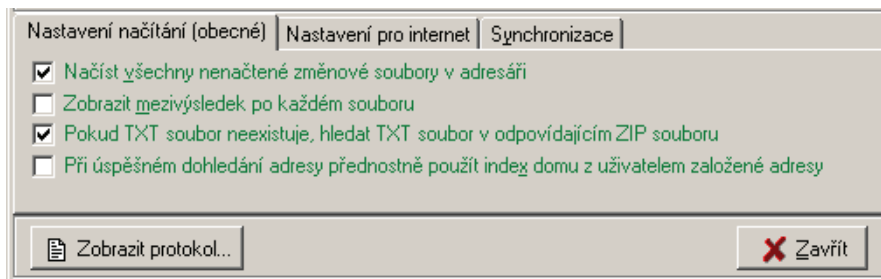 Nastavení načítání (obecné) Nastavení pro internet Synchronizace
Načíst všechny nenačtené změnové soubory v adresáři
Zobrazit mezivýsledek po každém souboru
Pokud TXT soubor neexistuje, hledat TXT soubor v odpovídajícím ZIP souboru
Při úspěšném dohledání adresy přednostně použít index domu z uživatelem založené adresy
Zobrazit protokol... Zavřít